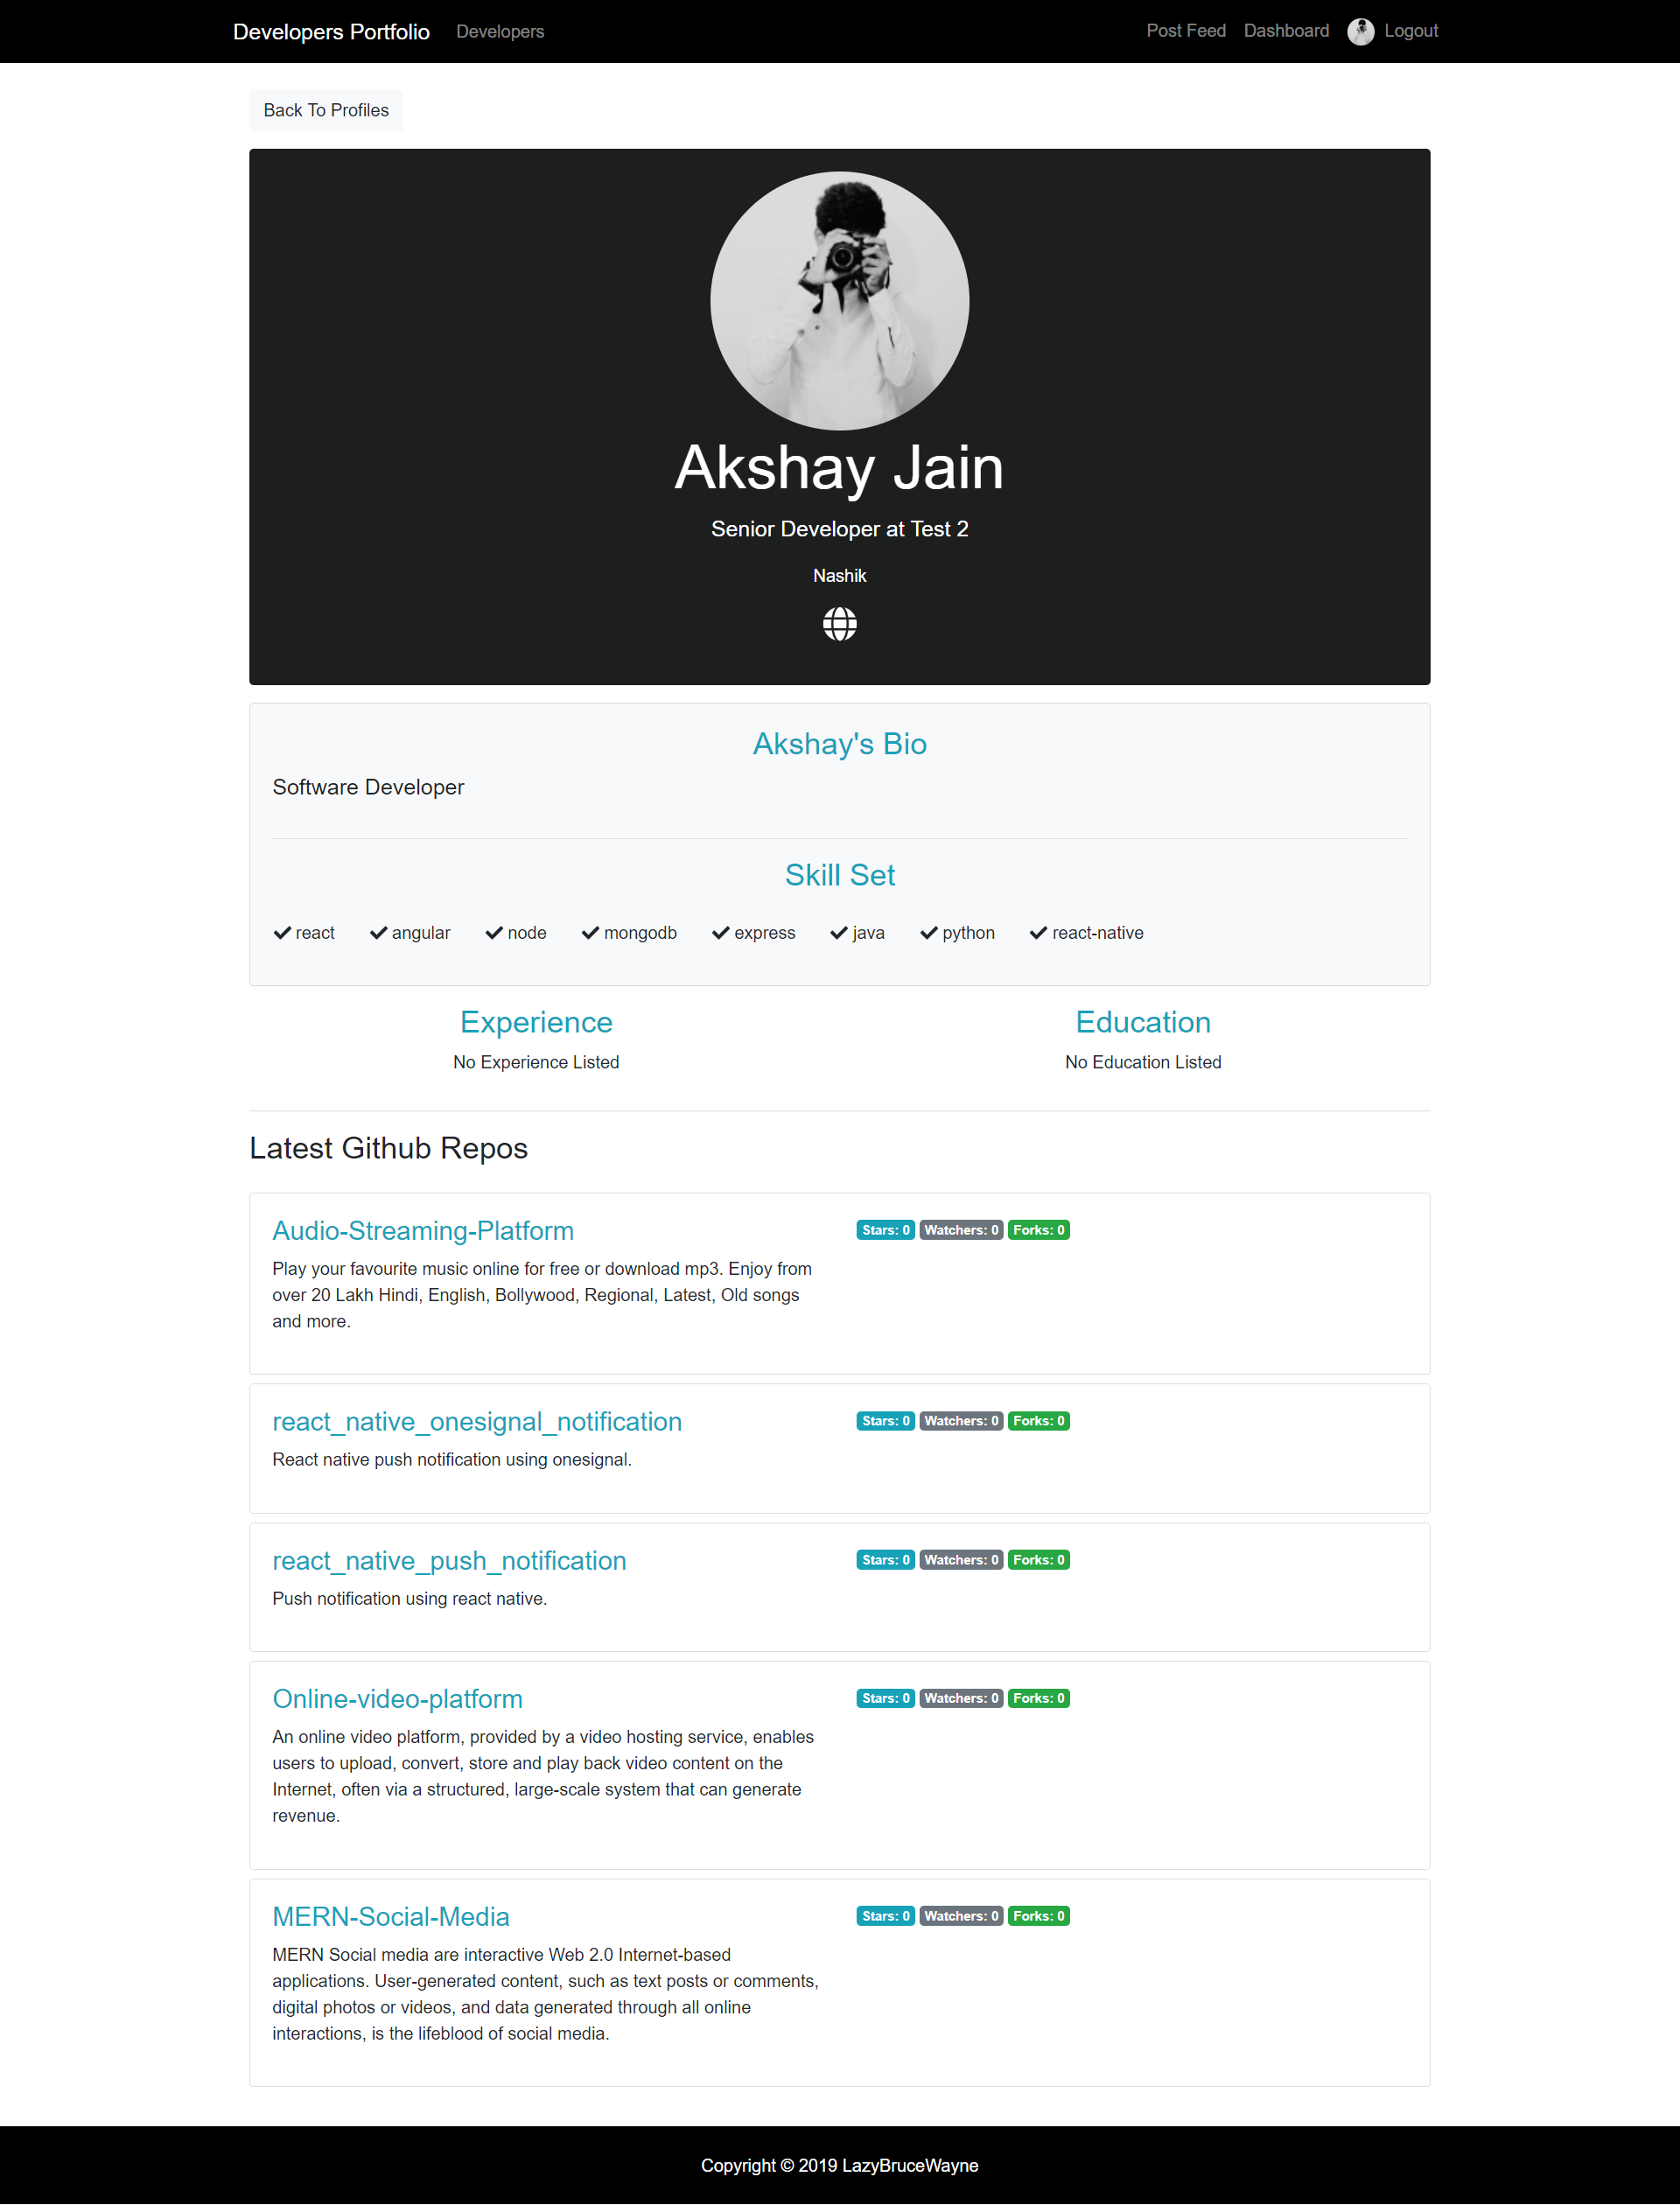 Developers Portfolio Developers Post Feed Dashboard Logout
Back To Profiles
Akshay Jain
Senior Developer at Test 2
Nashik
Akshay's Bio
Software Developer
Skill Set
react angular node mongodb express java python react-native
Experience
No Experience Listed
Education
No Education Listed
Latest Github Repos
Audio-Streaming-Platform
Stars: 0 Watchers: 0 Forks: 0
Play your favourite music online for free or download mp3. Enjoy from
over 20 Lakh Hindi, English, Bollywood, Regional, Latest, Old songs
and more.
react_native_onesignal_notification
Stars: 0 Watchers: 0 Forks: 0
React native push notification using onesignal.
react_native_push_notification
Stars: 0 Watchers: 0 Forks: 0
Push notification using react native.
Online-video-platform
Stars: 0 Watchers: 0 Forks: 0
An online video platform, provided by a video hosting service, enables
users to upload, convert, store and play back video content on the
Internet, often via a structured, large-scale system that can generate
revenue.
MERN-Social-Media
Stars: 0 Watchers: 0 Forks: 0
MERN Social media are interactive Web 2.0 Internet-based
applications. User-generated content, such as text posts or comments,
digital photos or videos, and data generated through all online
interactions, is the lifeblood of social media.
Copyright © 2019 LazyBruceWayne